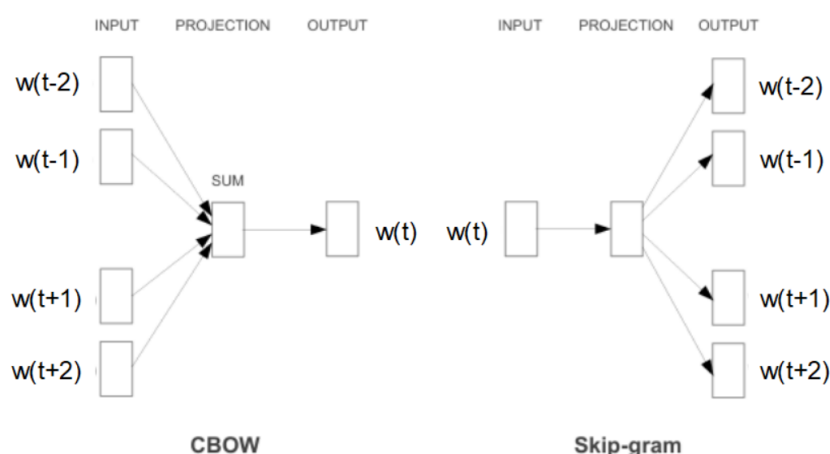 INPUT PROJECTION OUTPUT
w(t-2)
w(t-1)
SUM
w(t)
w(t+1)
w(t+2)
CBOW
INPUT PROJECTION OUTPUT
w(t-2)
w(t-1)
w(t)
w(t+1)
w(t+2)
Skip-gram